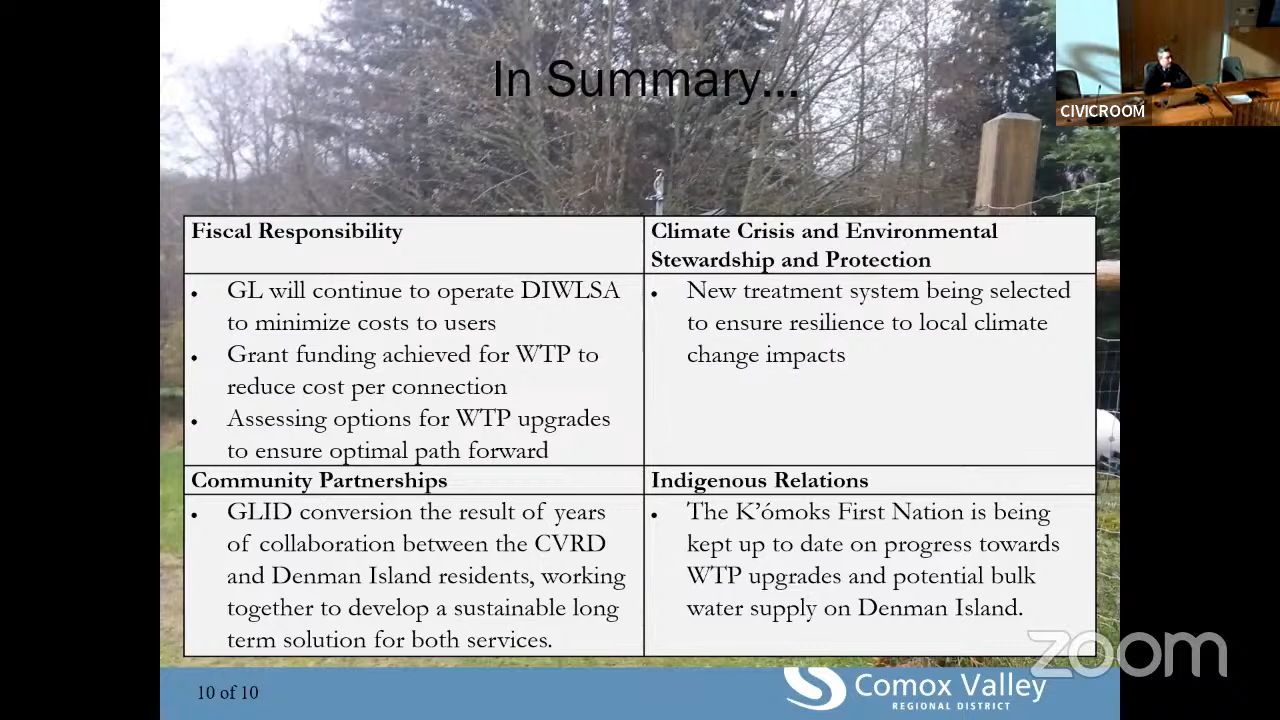 In Summary...
CIVICROOM
Fiscal Responsibility
Climate Crisis and Environmental
Stewardship and Protection
• GL will continue to operate DIWLSA
to minimize costs to users
• Grant funding achieved for WTP to
reduce cost per connection
• Assessing options for WTP upgrades
to ensure optimal path forward
• New treatment system being selected
to ensure resilience to local climate
change impacts
Community Partnerships
Indigenous Relations
• GLID conversion the result of years
of collaboration between the CVRD
and Denman Island residents, working
together to develop a sustainable long
term solution for both services.
• The K’ómoks First Nation is being
kept up to date on progress towards
WTP upgrades and potential bulk
water supply on Denman Island.
zoom
10 of 10
Comox Valley
REGIONAL DISTRICT